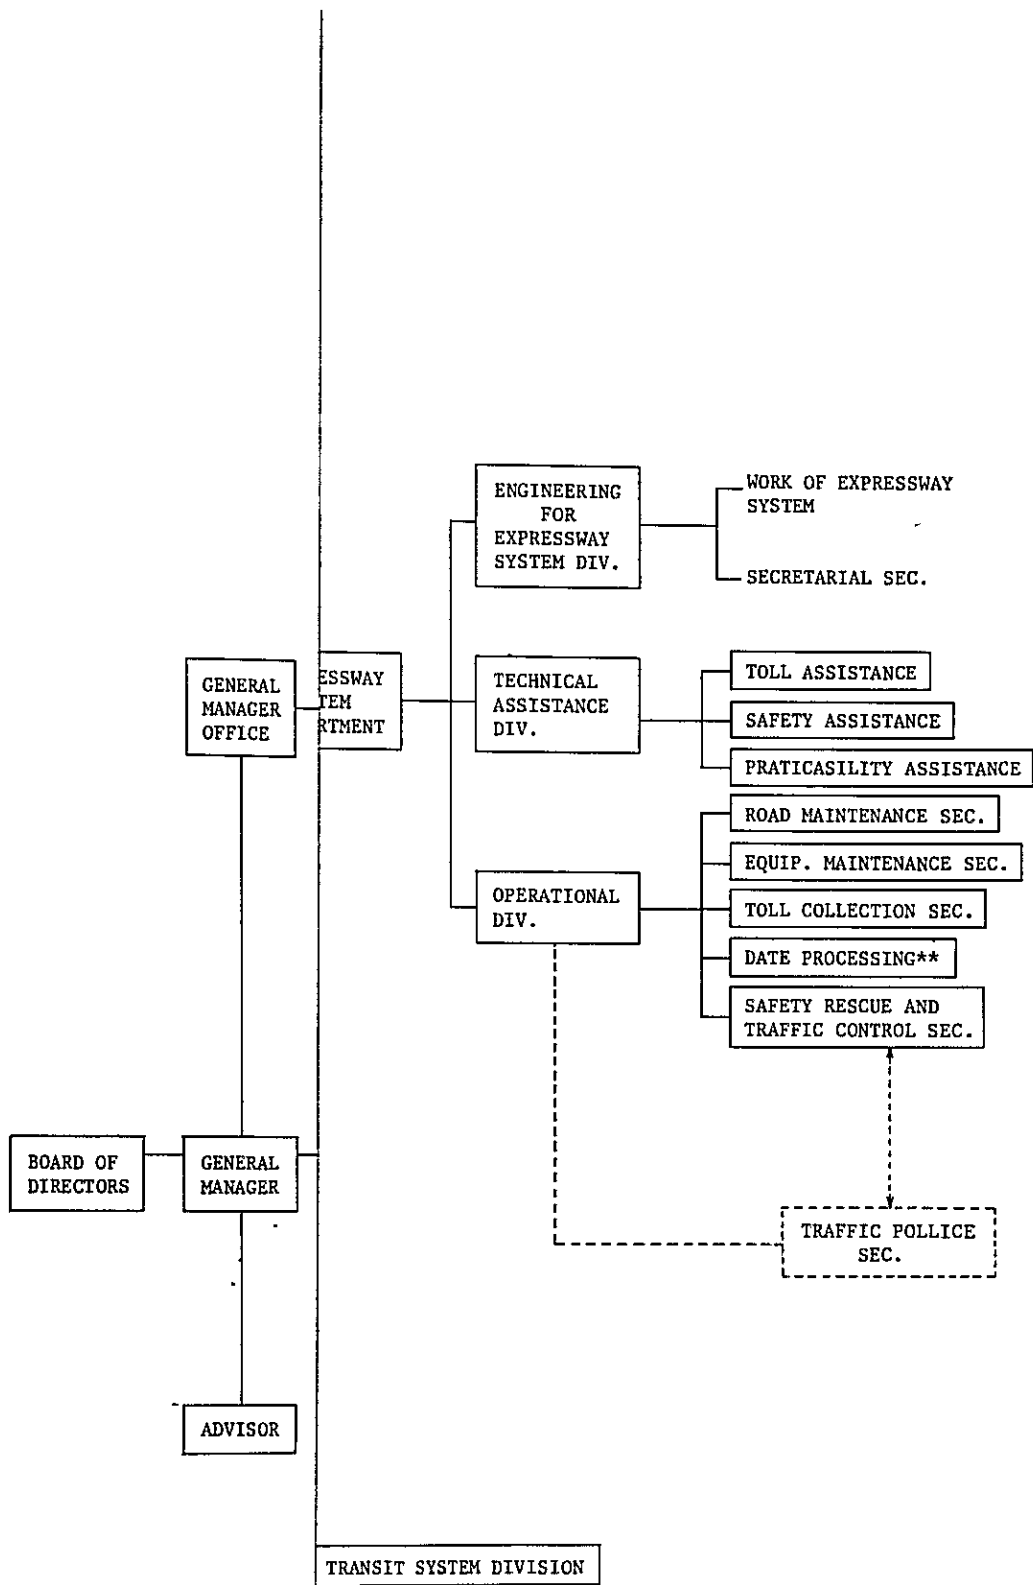 ENGINEERING
FOR
EXPRESSWAY
SYSTEM DIV.
WORK OF EXPRESSWAY
SYSTEM
SECRETARIAL SEC.
GENERAL
MANAGER
OFFICE
ESSWAY
TEM
RTMENT
TECHNICAL
ASSISTANCE
DIV.
TOLL ASSISTANCE
SAFETY ASSISTANCE
PRATICASILITY ASSISTANCE
OPERATIONAL
DIV.
ROAD MAINTENANCE SEC.
EQUIP. MAINTENANCE SEC.
TOLL COLLECTION SEC.
DATE PROCESSING**
SAFETY RESCUE AND
TRAFFIC CONTROL SEC.
BOARD OF
DIRECTORS
GENERAL
MANAGER
TRAFFIC POLLICE
SEC.
ADVISOR
TRANSIT SYSTEM DIVISION